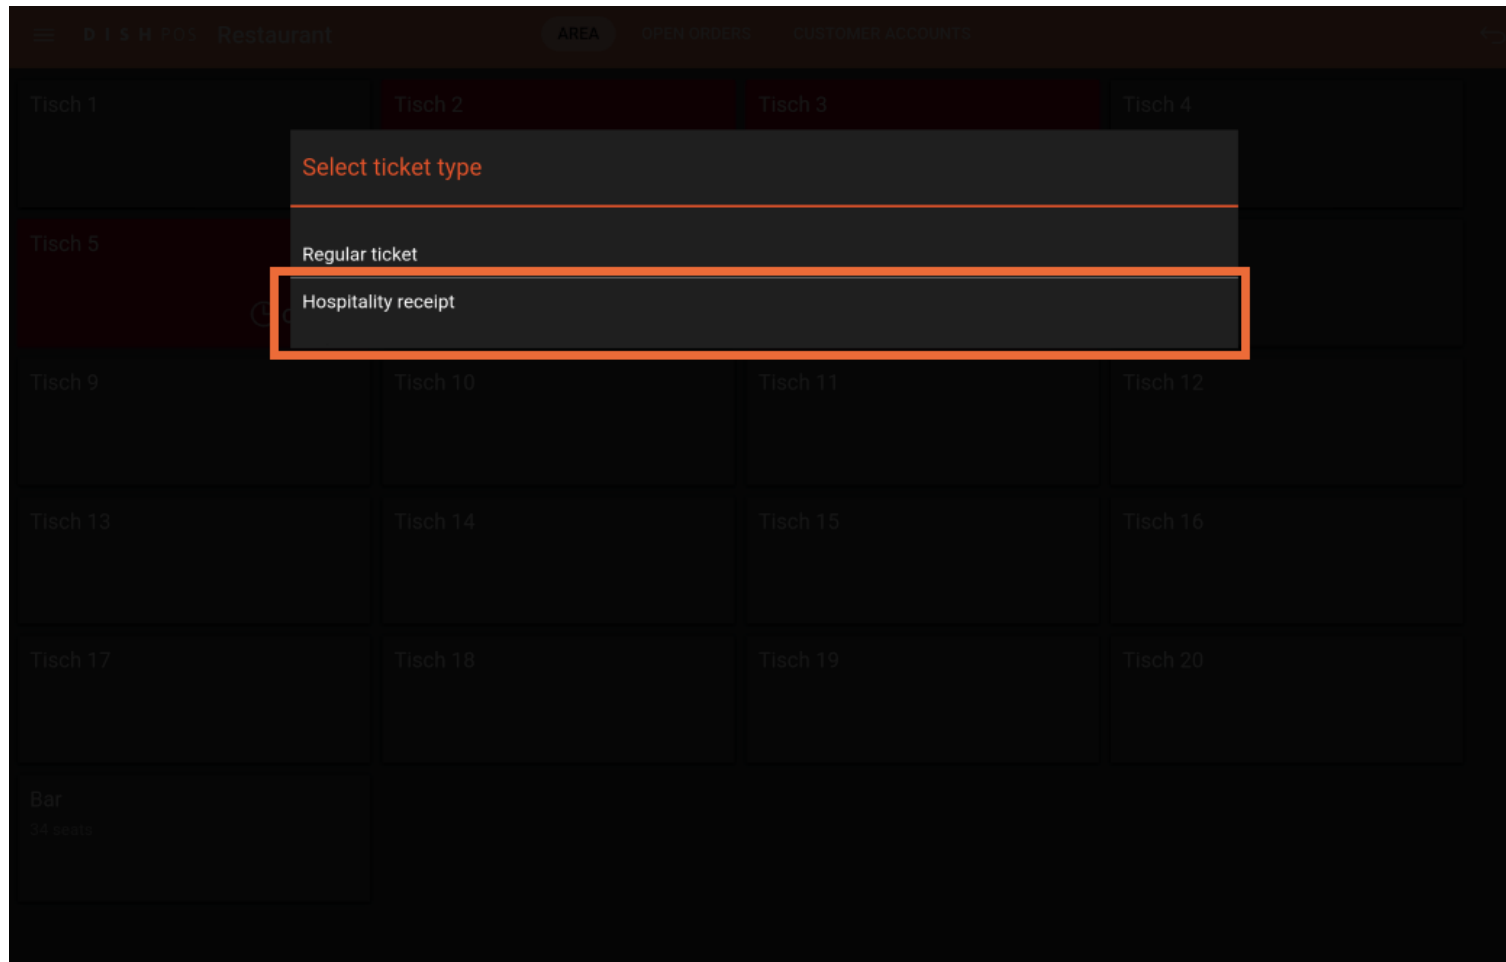 DISH POS Restaurant AREA OPEN ORDERS CUSTOMER ACCOUNTS
Tisch 1 Tisch 2 Tisch 3 Tisch 4
Select ticket type
Tisch 5
Regular ticket
Hospitality receipt
Tisch 9 Tisch 10 Tisch 11 Tisch 12
Tisch 13 Tisch 14 Tisch 15 Tisch 16
Tisch 17 Tisch 18 Tisch 19 Tisch 20
Bar
34 seats